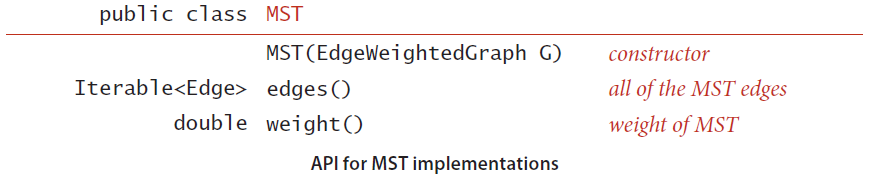 public class MST
MST(EdgeWeightedGraph G) constructor
Iterable<Edge> edges() all of the MST edges
double weight() weight of MST
API for MST implementations